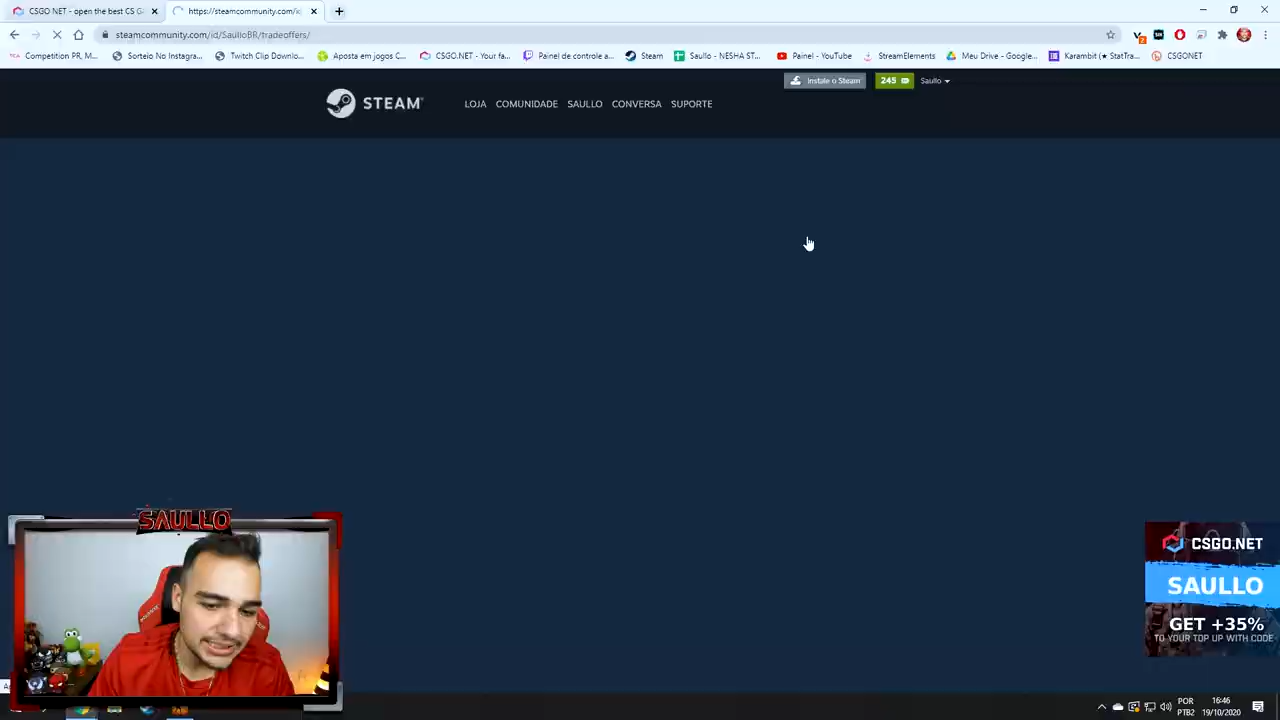 CSGO.NET - open the best CS G
https://steamcommunity.com/i
steamcommunity.com/id/SaulloBR/tradeoffers/
Competition PR, M...
Sorteio No Instagra...
Twitch Clip Downlo...
Aposta em jogos C...
CSGO.NET - Your fa...
Painel de controle a...
Steam
Saullo - NESHA ST...
Painel - YouTube
StreamElements
Meu Drive - Google...
Karambit (★ StatTra...
CSGONET
Instale o Steam
245
Saullo
STEAM
LOJA
COMUNIDADE
SAULLO
CONVERSA
SUPORTE
SAULLO
CSGO.NET
SAULLO
GET +35%
TO YOUR TOP UP WITH CODE
POR
PTB2
16:46
19/10/2020